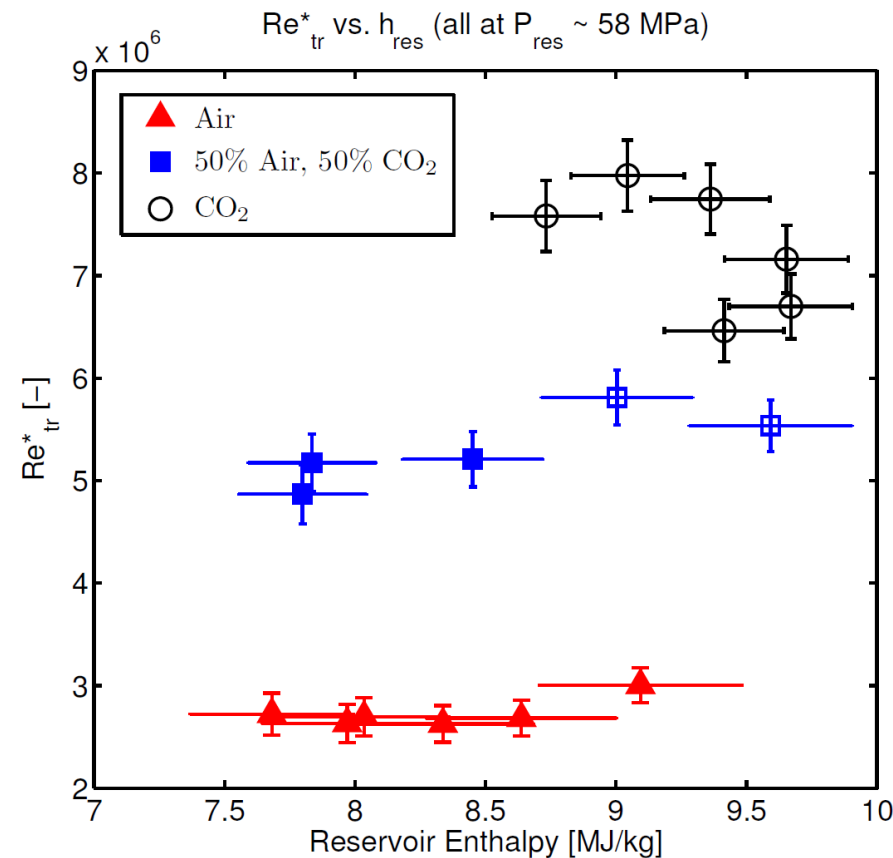 Re*tr vs. hres (all at Pres ~ 58 MPa)
x 10^6
Air
50% Air, 50% CO2
CO2
9
8
7
6
5
4
3
2
Re*tr [−]
7 7.5 8 8.5 9 9.5 10
Reservoir Enthalpy [MJ/kg]